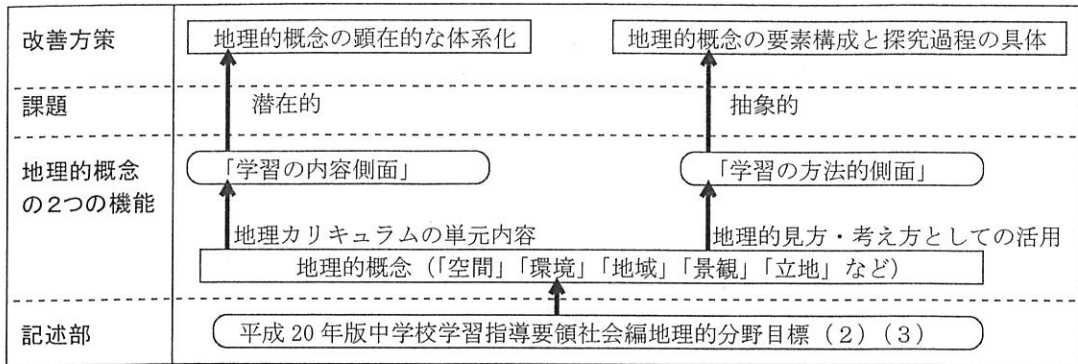 改善方策
地理的概念の顕在的な体系化
地理的概念の要素構成と探究過程の具体
課題
潜在的
抽象的
地理的概念
の2つの機能
「学習の内容側面」
「学習の方法的側面」
地理カリキュラムの単元内容
地理的見方・考え方としての活用
地理的概念（「空間」「環境」「地域」「景観」「立地」など）
記述部
平成20年版中学校学習指導要領社会編地理的分野目標（2）（3）